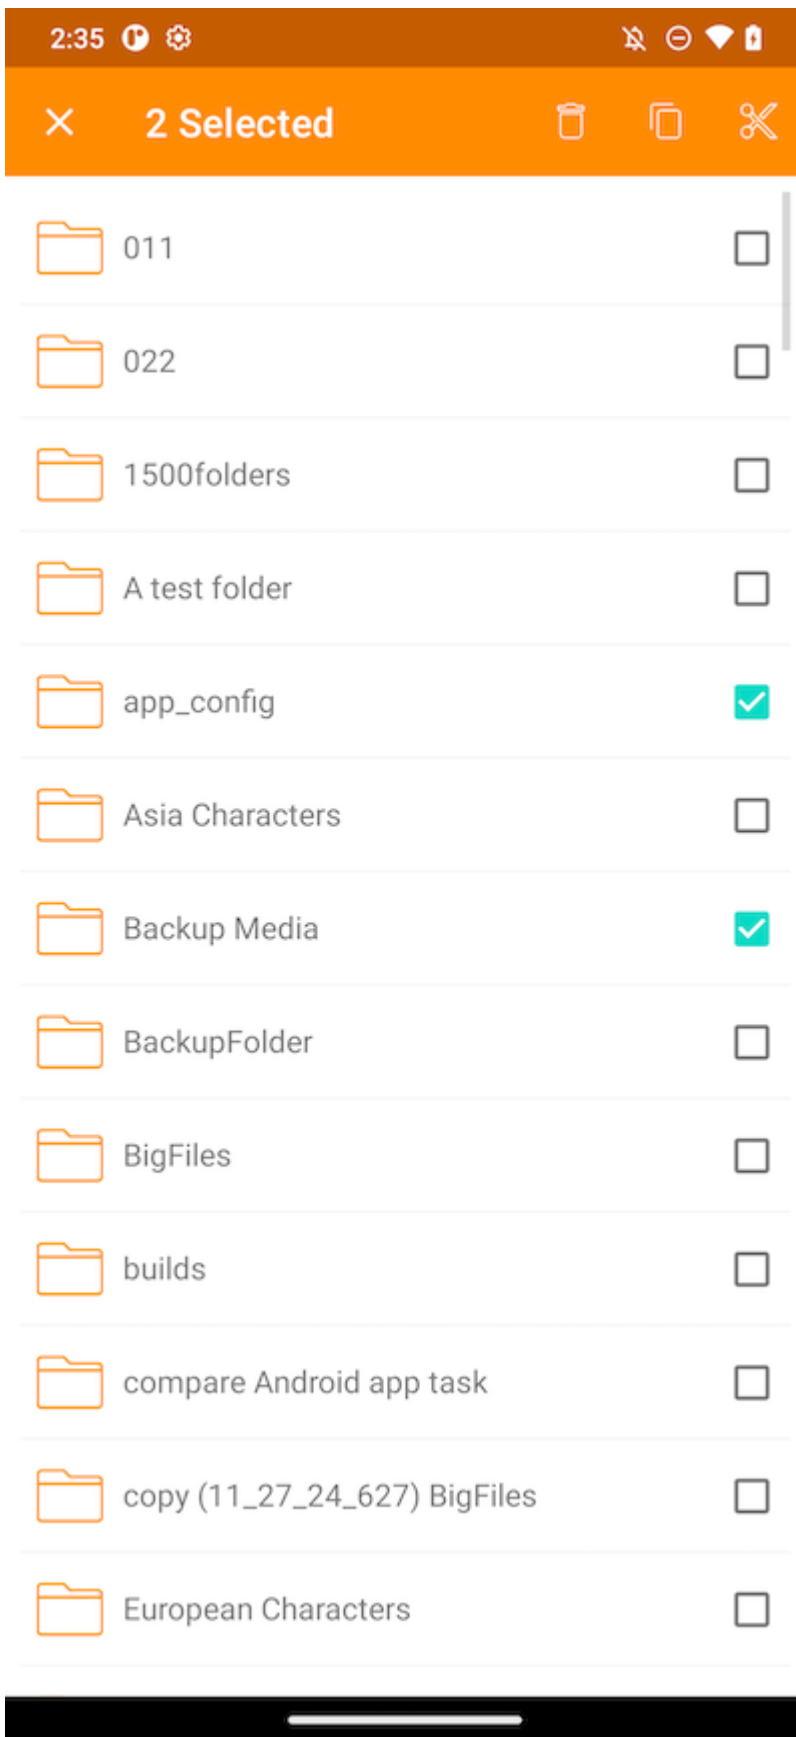 2:35
2 Selected
011
022
1500folders
A test folder
app_config
Asia Characters
Backup Media
BackupFolder
BigFiles
builds
compare Android app task
copy (11_27_24_627) BigFiles
European Characters